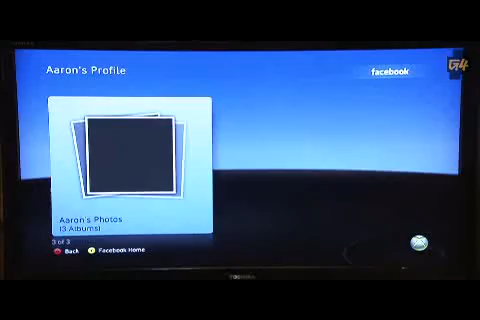 Aaron's Profile
facebook
G4
Aaron's Photos
(3 Albums)
3 of 3
Back
Facebook Home
TOSHIBA